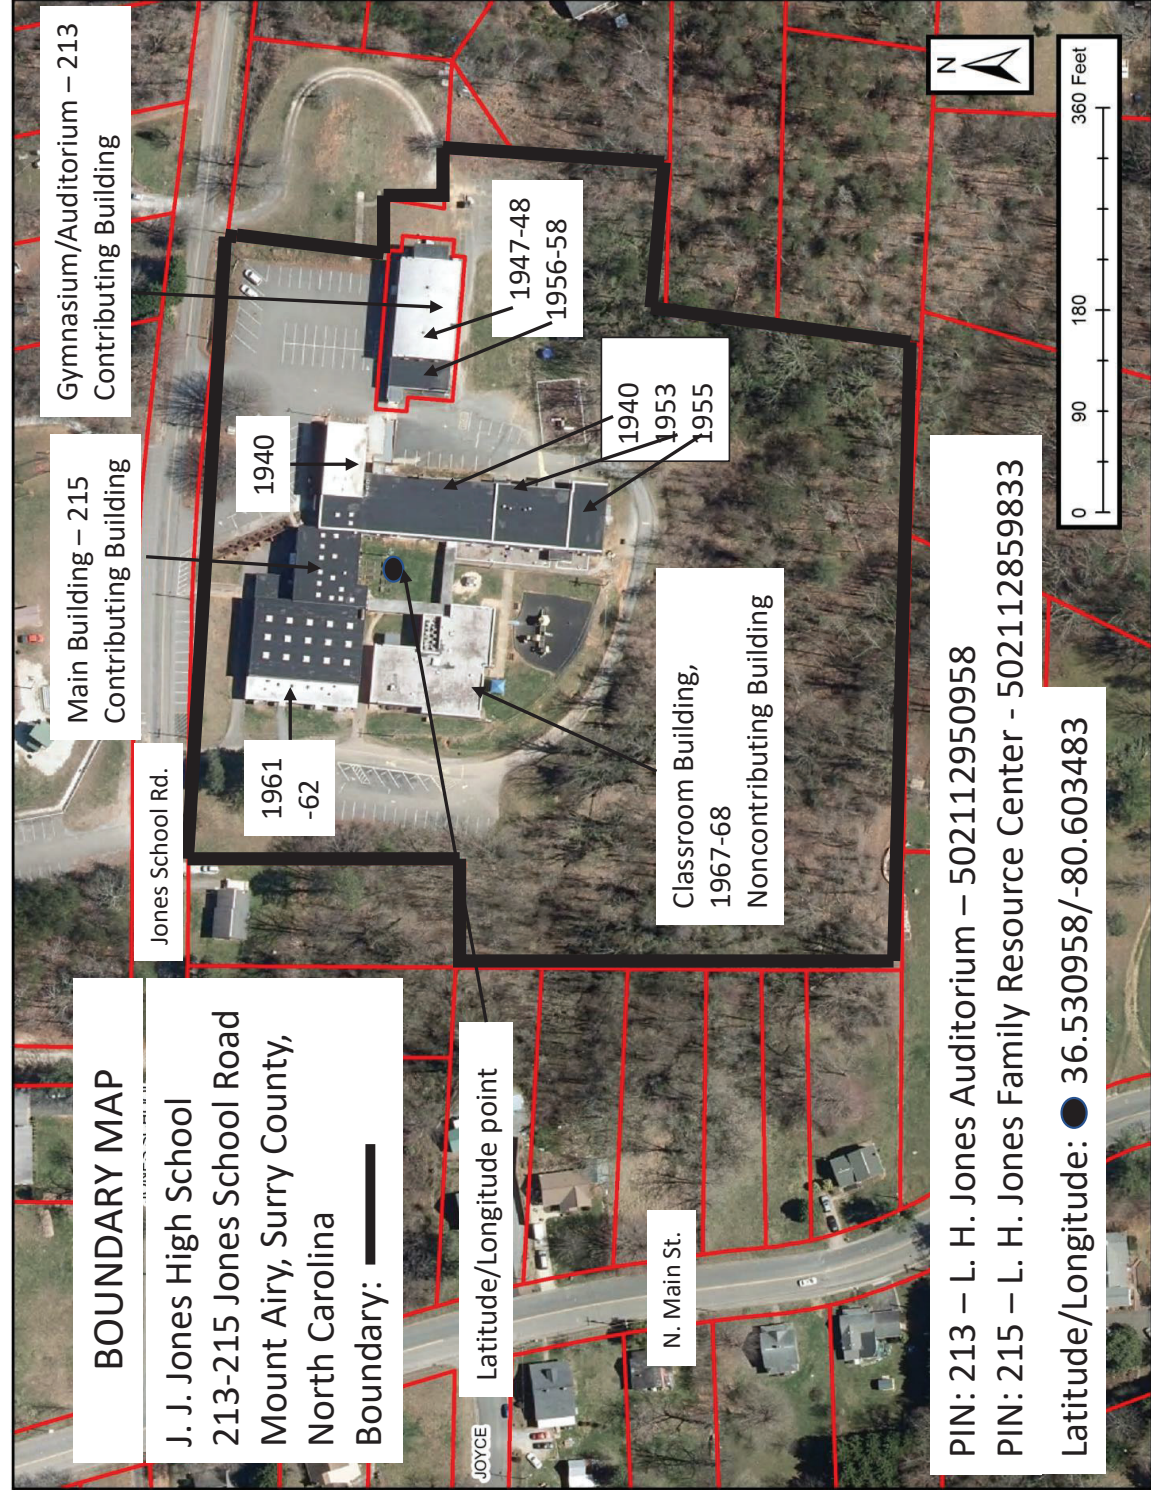 BOUNDARY MAP
J. J. Jones High School
213-215 Jones School Road
Mount Airy, Surry County,
North Carolina
Boundary:
Jones School Rd.
Main Building – 215
Contributing Building
Gymnasium/Auditorium – 213
Contributing Building
1961
-62
1940
1947-48
1956-58
1940
1953
1955
Latitude/Longitude point
Classroom Building,
1967-68
Noncontributing Building
N. Main St.
JOYCE
N
0 90 180 360 Feet
PIN: 213 – L. H. Jones Auditorium – 502112950958
PIN: 215 – L. H. Jones Family Resource Center - 502112859833
Latitude/Longitude: 36.530958/-80.603483